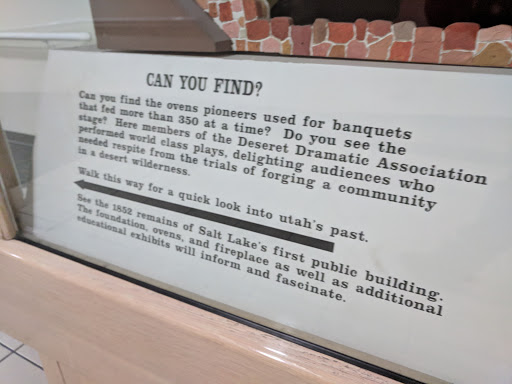 CAN YOU FIND?
Can you find the ovens pioneers used for banquets
that fed more than 350 at a time? Do you see the
stage? Here members of the Deseret Dramatic Association
performed world class plays, delighting audiences who
needed respite from the trials of forging a community
in a desert wilderness.
Walk this way for a quick look into utah's past.
See the 1852 remains of Salt Lake's first public building.
The foundation, ovens, and fireplace as well as additional
educational exhibits will inform and fascinate.